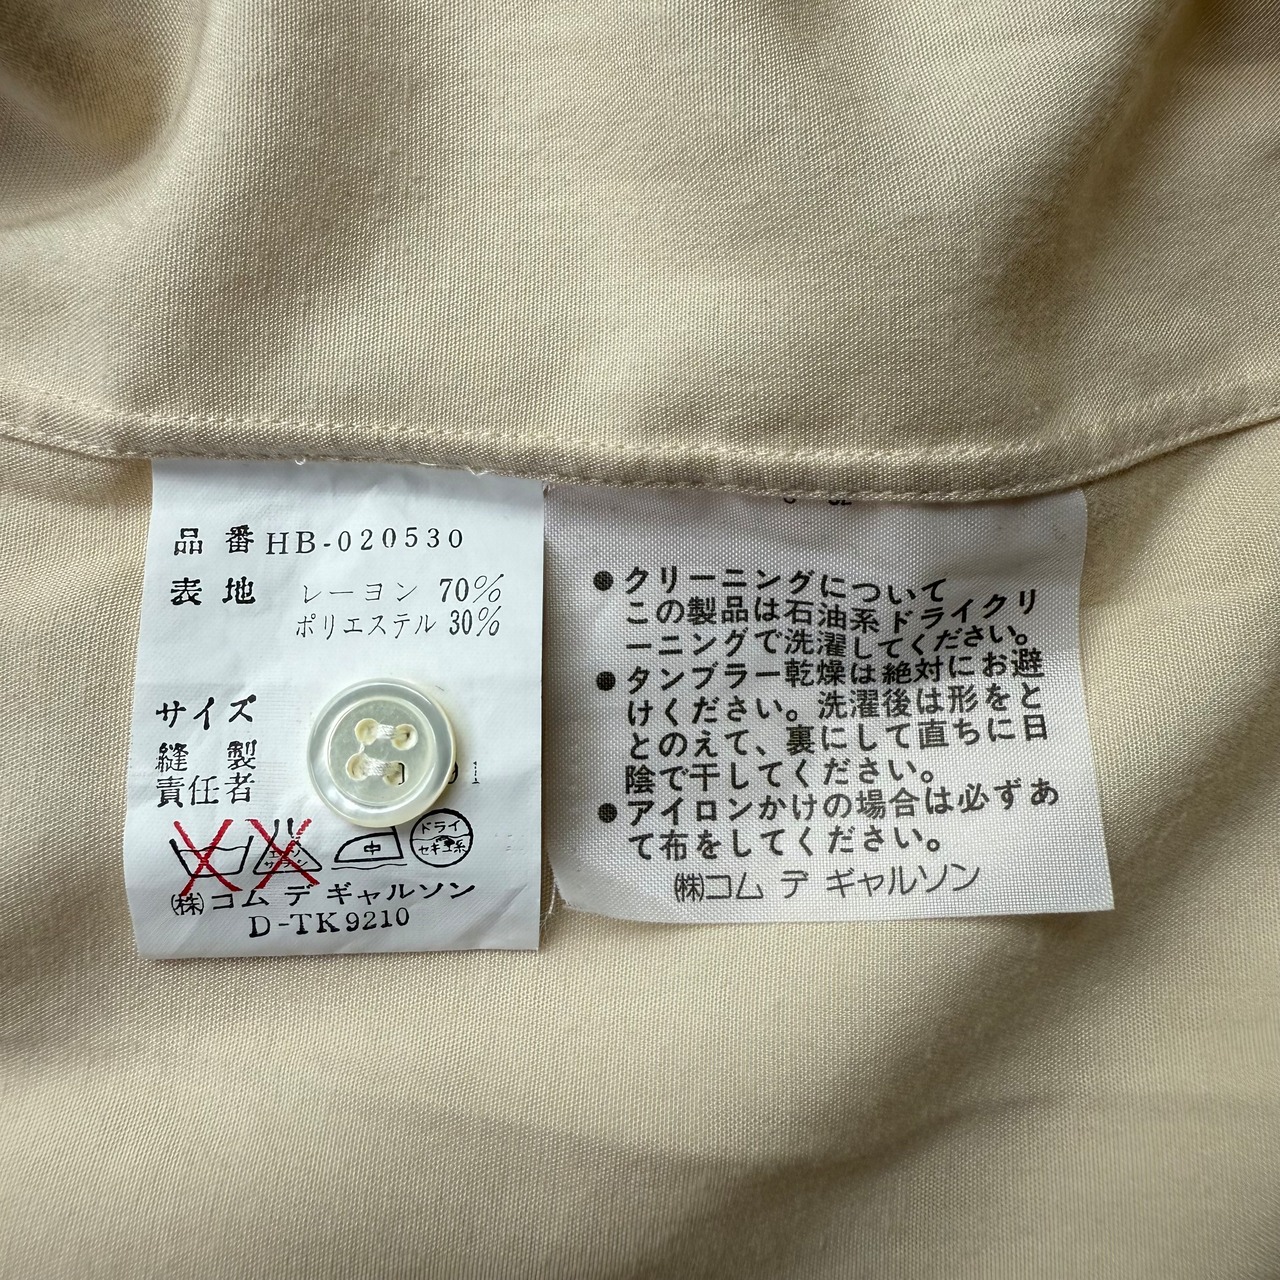 品番 HB-020530
表地 レーヨン 70%
ポリエステル 30%
サイズ
縫製
責任者
中
ドライ
セキユ系
㈱コム デ ギャルソン
D-TK9210
●クリーニングについて
この製品は石油系ドライクリ
ーニングで洗濯してください。
●タンブラー乾燥は絶対にお避
けください。洗濯後は形をと
とのえて、裏にして直ちに日
陰で干してください。
●アイロンかけの場合は必ずあ
て布をしてください。
㈱コム デ ギャルソン